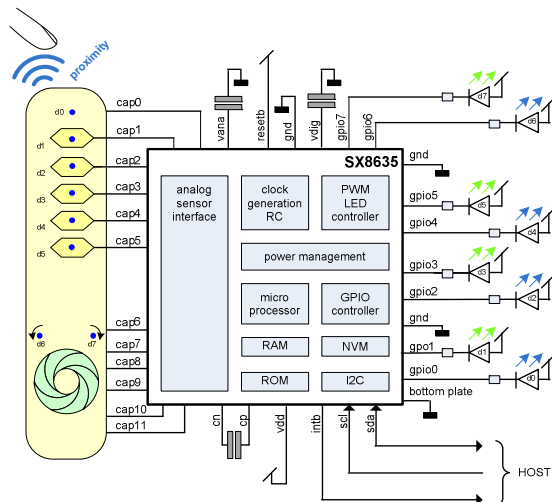 proximity
d0
d1
d2
d3
d4
d5
d6
d7
cap0
cap1
cap2
cap3
cap4
cap5
cap6
cap7
cap8
cap9
cap10
cap11
vana
resetb
gnd
vdig
gpio7
gpio6
SX8635
analog
sensor
interface
clock
generation
RC
PWM
LED
controller
power management
micro
processor
GPIO
controller
RAM
NVM
ROM
I2C
gnd
gpio5
gpio4
gpio3
gpio2
gnd
gpo1
gpio0
bottom plate
d7
d6
d5
d4
d3
d2
d1
d0
cn
cp
vdd
intb
scl
sda
HOST